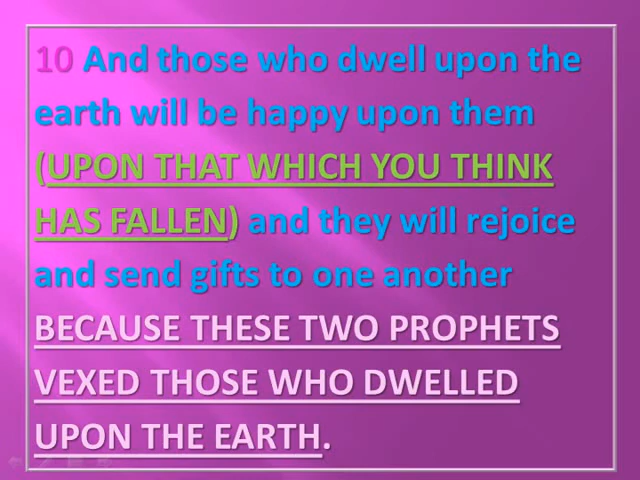 10 And those who dwell upon the
earth will be happy upon them
(UPON THAT WHICH YOU THINK
HAS FALLEN) and they will rejoice
and send gifts to one another
BECAUSE THESE TWO PROPHETS
VEXED THOSE WHO DWELLED
UPON THE EARTH.